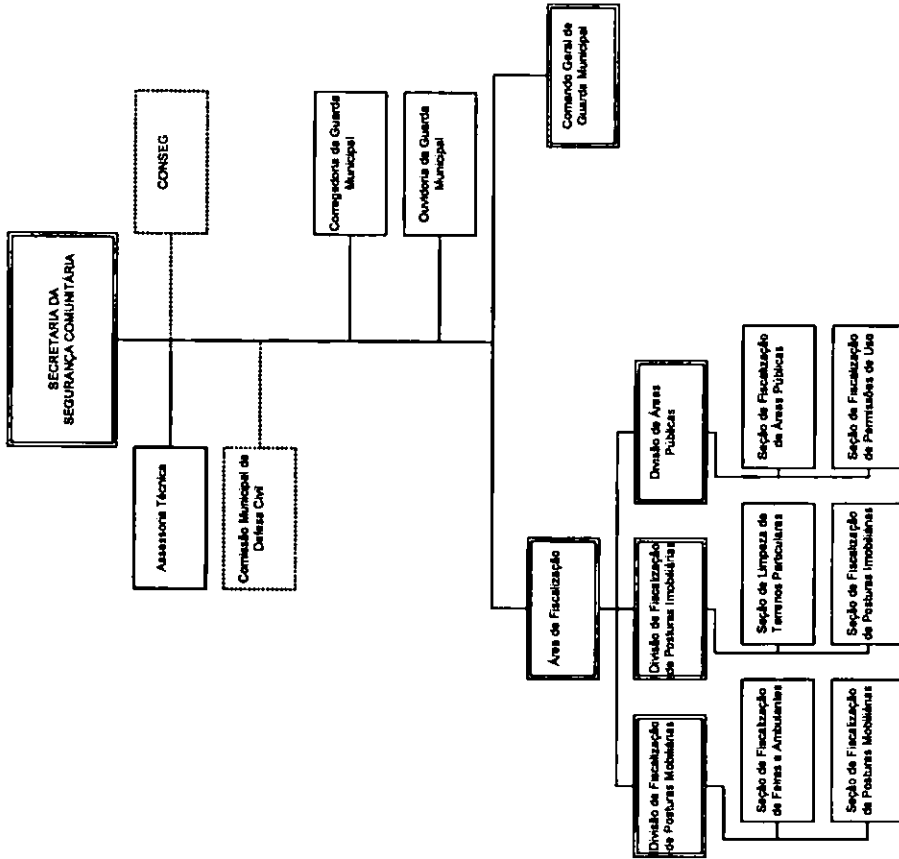 SECRETARIA DA
SEGURANÇA COMUNITÁRIA
Assessoria Técnica
CONSEG
Comissão Municipal de
Defesa Civil
Corregedoria da Guarda
Municipal
Ouvidoria da Guarda
Municipal
Área de Fiscalização
Comando Geral de
Guarda Municipal
Divisão de Fiscalização
de Posturas Mobiliárias
Divisão de Fiscalização
de Posturas Imobiliárias
Divisão de Áreas
Públicas
Seção de Fiscalização
de Feiras e Ambulantes
Seção de Limpeza de
Terrenos Particulares
Seção de Fiscalização
de Áreas Públicas
Seção de Fiscalização
de Posturas Mobiliárias
Seção de Fiscalização
de Posturas Imobiliárias
Seção de Fiscalização
de Permissões de Uso